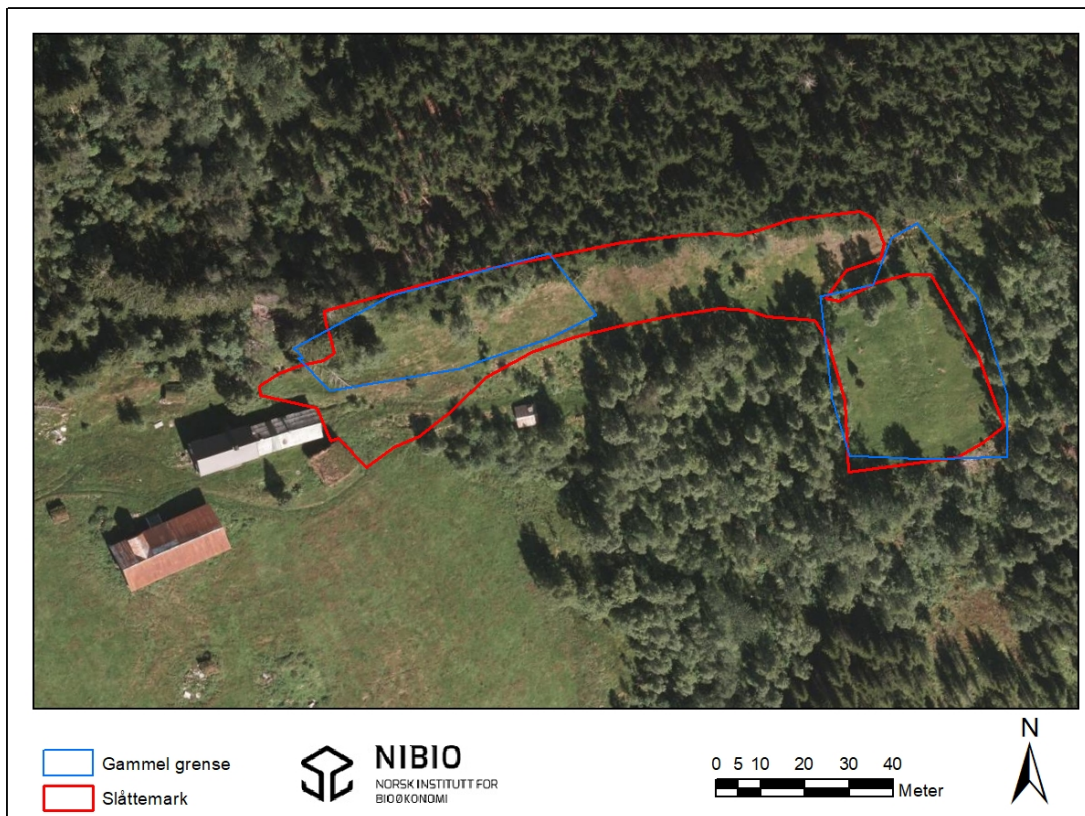 Gammel grense
Slåttemark
NIBIO
NORSK INSTITUTT FOR
BIOØKONOMI
0 5 10 20 30 40
Meter
N